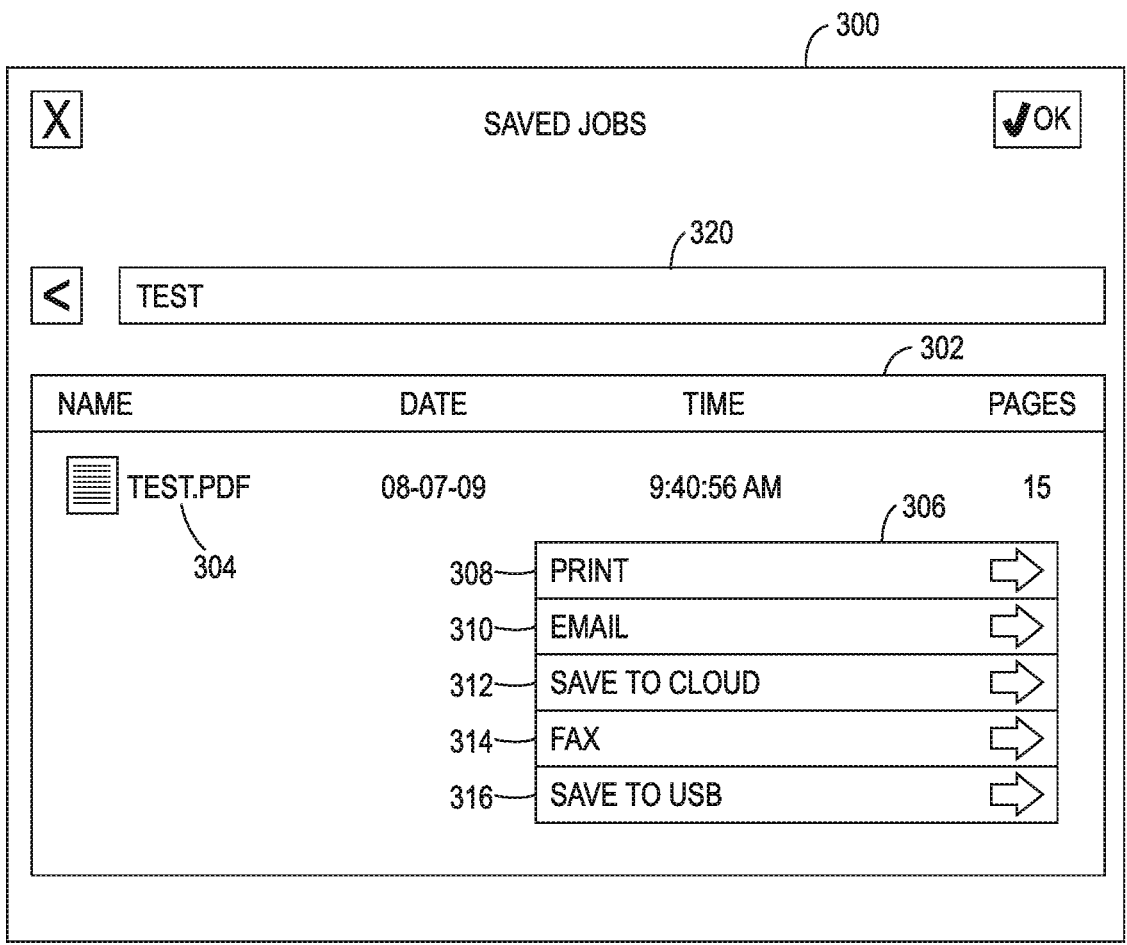 300
X SAVED JOBS ✔OK
320
< TEST
302
NAME DATE TIME PAGES
TEST.PDF 08-07-09 9:40:56 AM 15
306
304
308 PRINT
310 EMAIL
312 SAVE TO CLOUD
314 FAX
316 SAVE TO USB